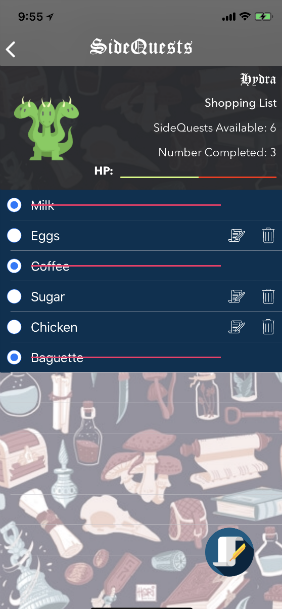 9:55
SideQuests
Hydra
Shopping List
SideQuests Available: 6
Number Completed: 3
HP:
Milk
Eggs
Coffee
Sugar
Chicken
Baguette